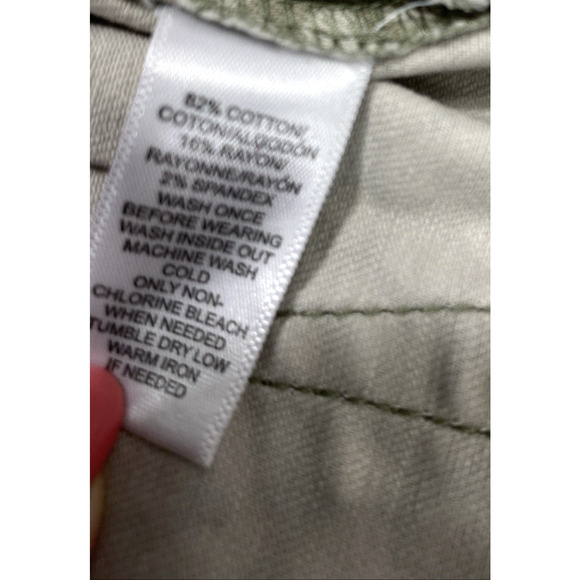 82% COTTON/
COTON/ALGODÓN
16% RAYON/
RAYONNE/RAYÓN
2% SPANDEX
WASH ONCE
BEFORE WEARING
WASH INSIDE OUT
MACHINE WASH
COLD
ONLY NON-
CHLORINE BLEACH
WHEN NEEDED
TUMBLE DRY LOW
WARM IRON
IF NEEDED